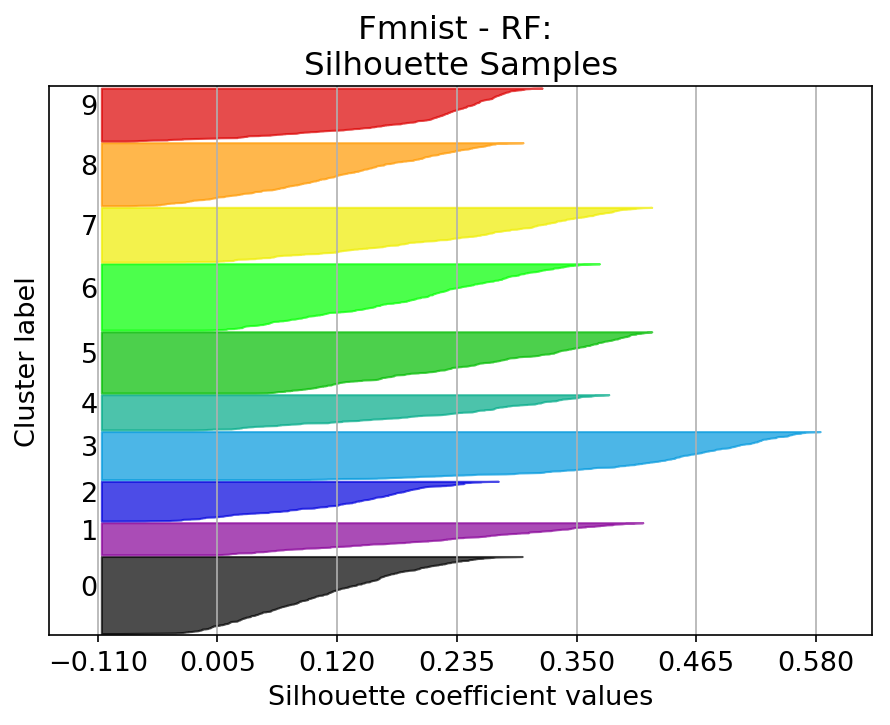 Fmnist - RF:
Silhouette Samples
Cluster label
9
8
7
6
5
4
3
2
1
0
−0.110 0.005 0.120 0.235 0.350 0.465 0.580
Silhouette coefficient values